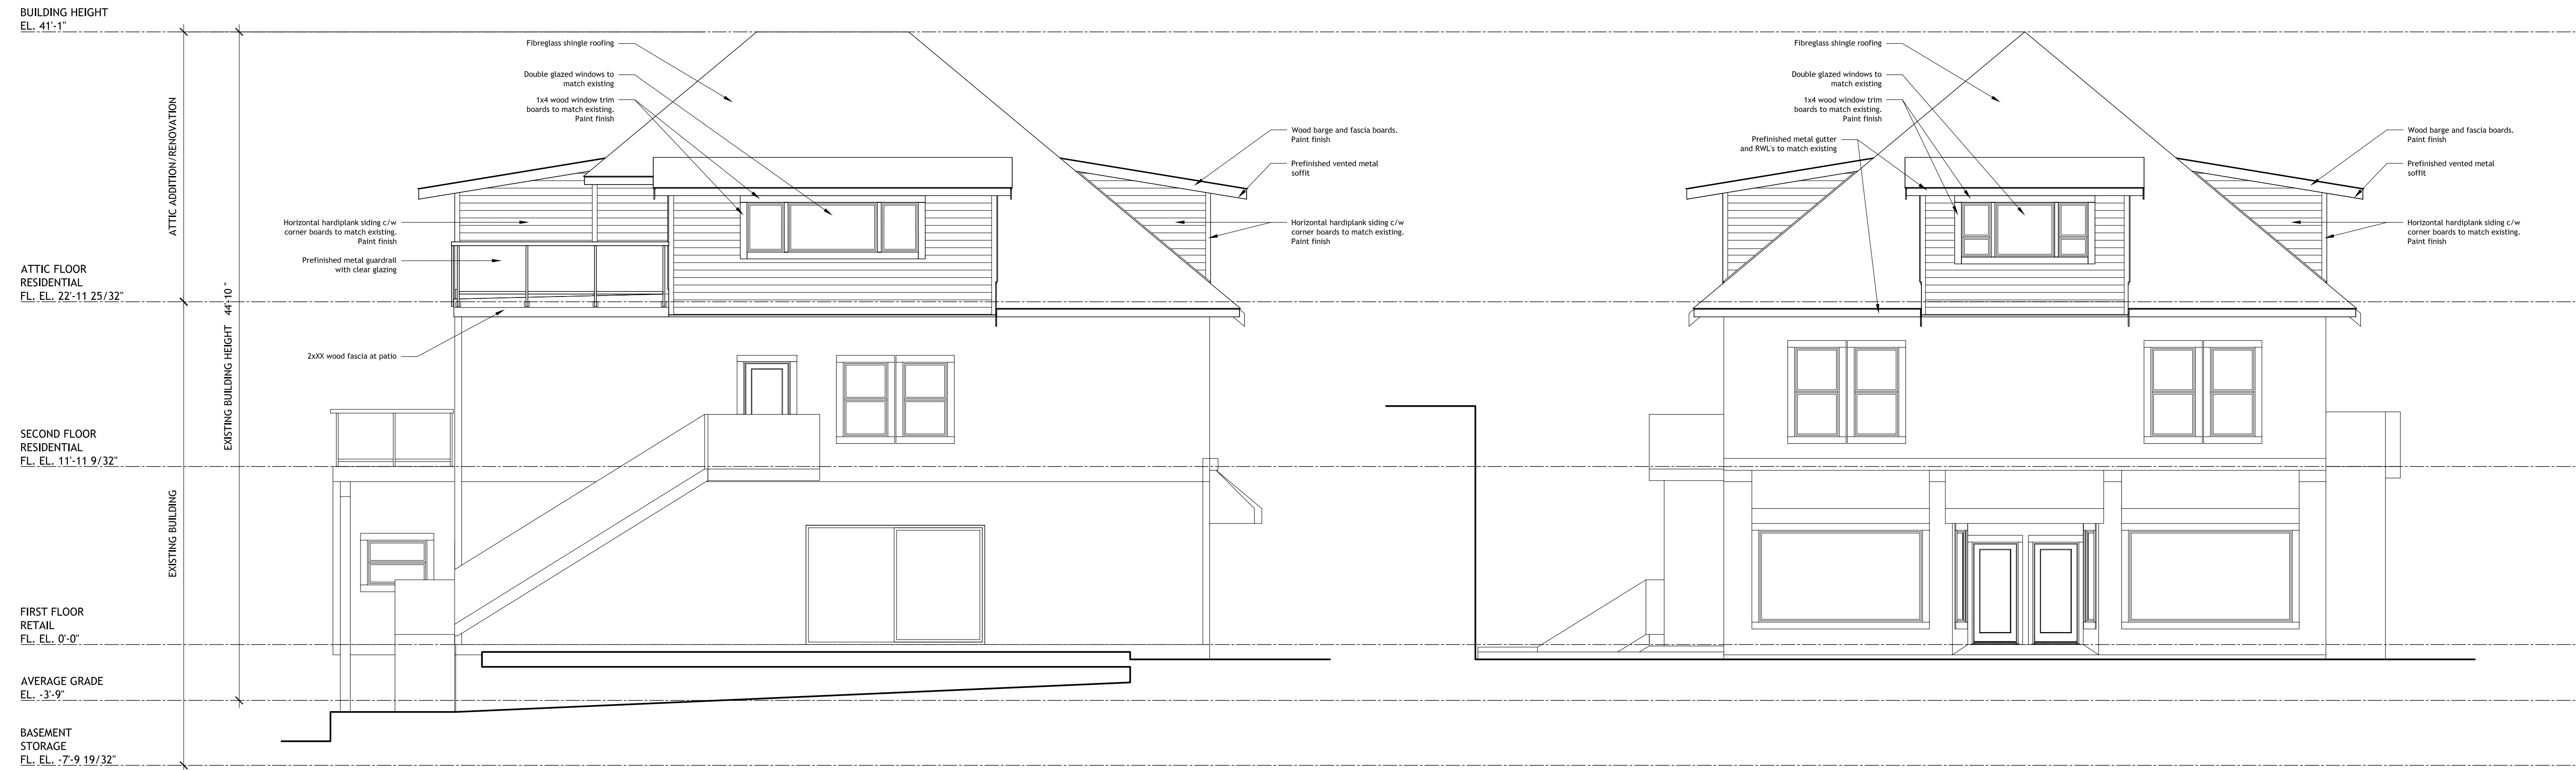 BUILDING HEIGHT
EL. 41'-1"
ATTIC ADDITION/RENOVATION
EXISTING BUILDING HEIGHT   44'-10 "
EXISTING BUILDING
ATTIC FLOOR
RESIDENTIAL
FL. EL. 22'-11 25/32"
SECOND FLOOR
RESIDENTIAL
FL. EL. 11'-11 9/32"
FIRST FLOOR
RETAIL
FL. EL. 0'-0"
AVERAGE GRADE
EL. -3'-9"
BASEMENT
STORAGE
FL. EL. -7'-9 19/32"
Fibreglass shingle roofing
Double glazed windows to
match existing
1x4 wood window trim
boards to match existing.
Paint finish
Horizontal hardiplank siding c/w
corner boards to match existing.
Paint finish
Prefinished metal guardrail
with clear glazing
2xXX wood fascia at patio
Wood barge and fascia boards.
Paint finish
Prefinished vented metal
soffit
Horizontal hardiplank siding c/w
corner boards to match existing.
Paint finish
Fibreglass shingle roofing
Double glazed windows to
match existing
1x4 wood window trim
boards to match existing.
Paint finish
Prefinished metal gutter
and RWL's to match existing
Wood barge and fascia boards.
Paint finish
Prefinished vented metal
soffit
Horizontal hardiplank siding c/w
corner boards to match existing.
Paint finish